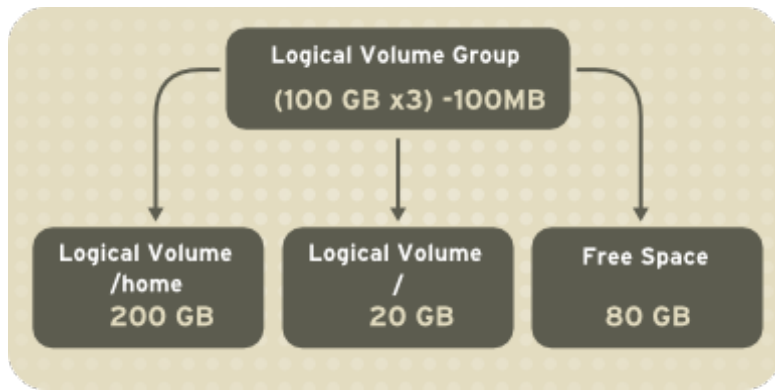 Logical Volume Group
(100 GB x3) -100MB
Logical Volume
/home
200 GB
Logical Volume
/
20 GB
Free Space
80 GB